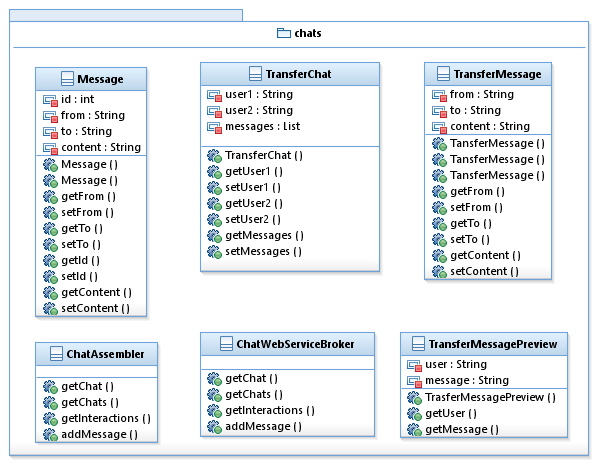 chats
Message
id : int
from : String
to : String
content : String
Message ()
Message ()
getFrom ()
setFrom ()
getTo ()
setTo ()
getId ()
setId ()
getContent ()
setContent ()
TransferChat
user1 : String
user2 : String
messages : List
TransferChat ()
getUser1 ()
setUser1 ()
getUser2 ()
setUser2 ()
getMessages ()
setMessages ()
TransferMessage
from : String
to : String
content : String
TansferMessage ()
TansferMessage ()
TansferMessage ()
getFrom ()
setFrom ()
getTo ()
setTo ()
getContent ()
setContent ()
ChatAssembler
getChat ()
getChats ()
getInteractions ()
addMessage ()
ChatWebServiceBroker
getChat ()
getChats ()
getInteractions ()
addMessage ()
TransferMessagePreview
user : String
message : String
TrasferMessagePreview ()
getUser ()
getMessage ()